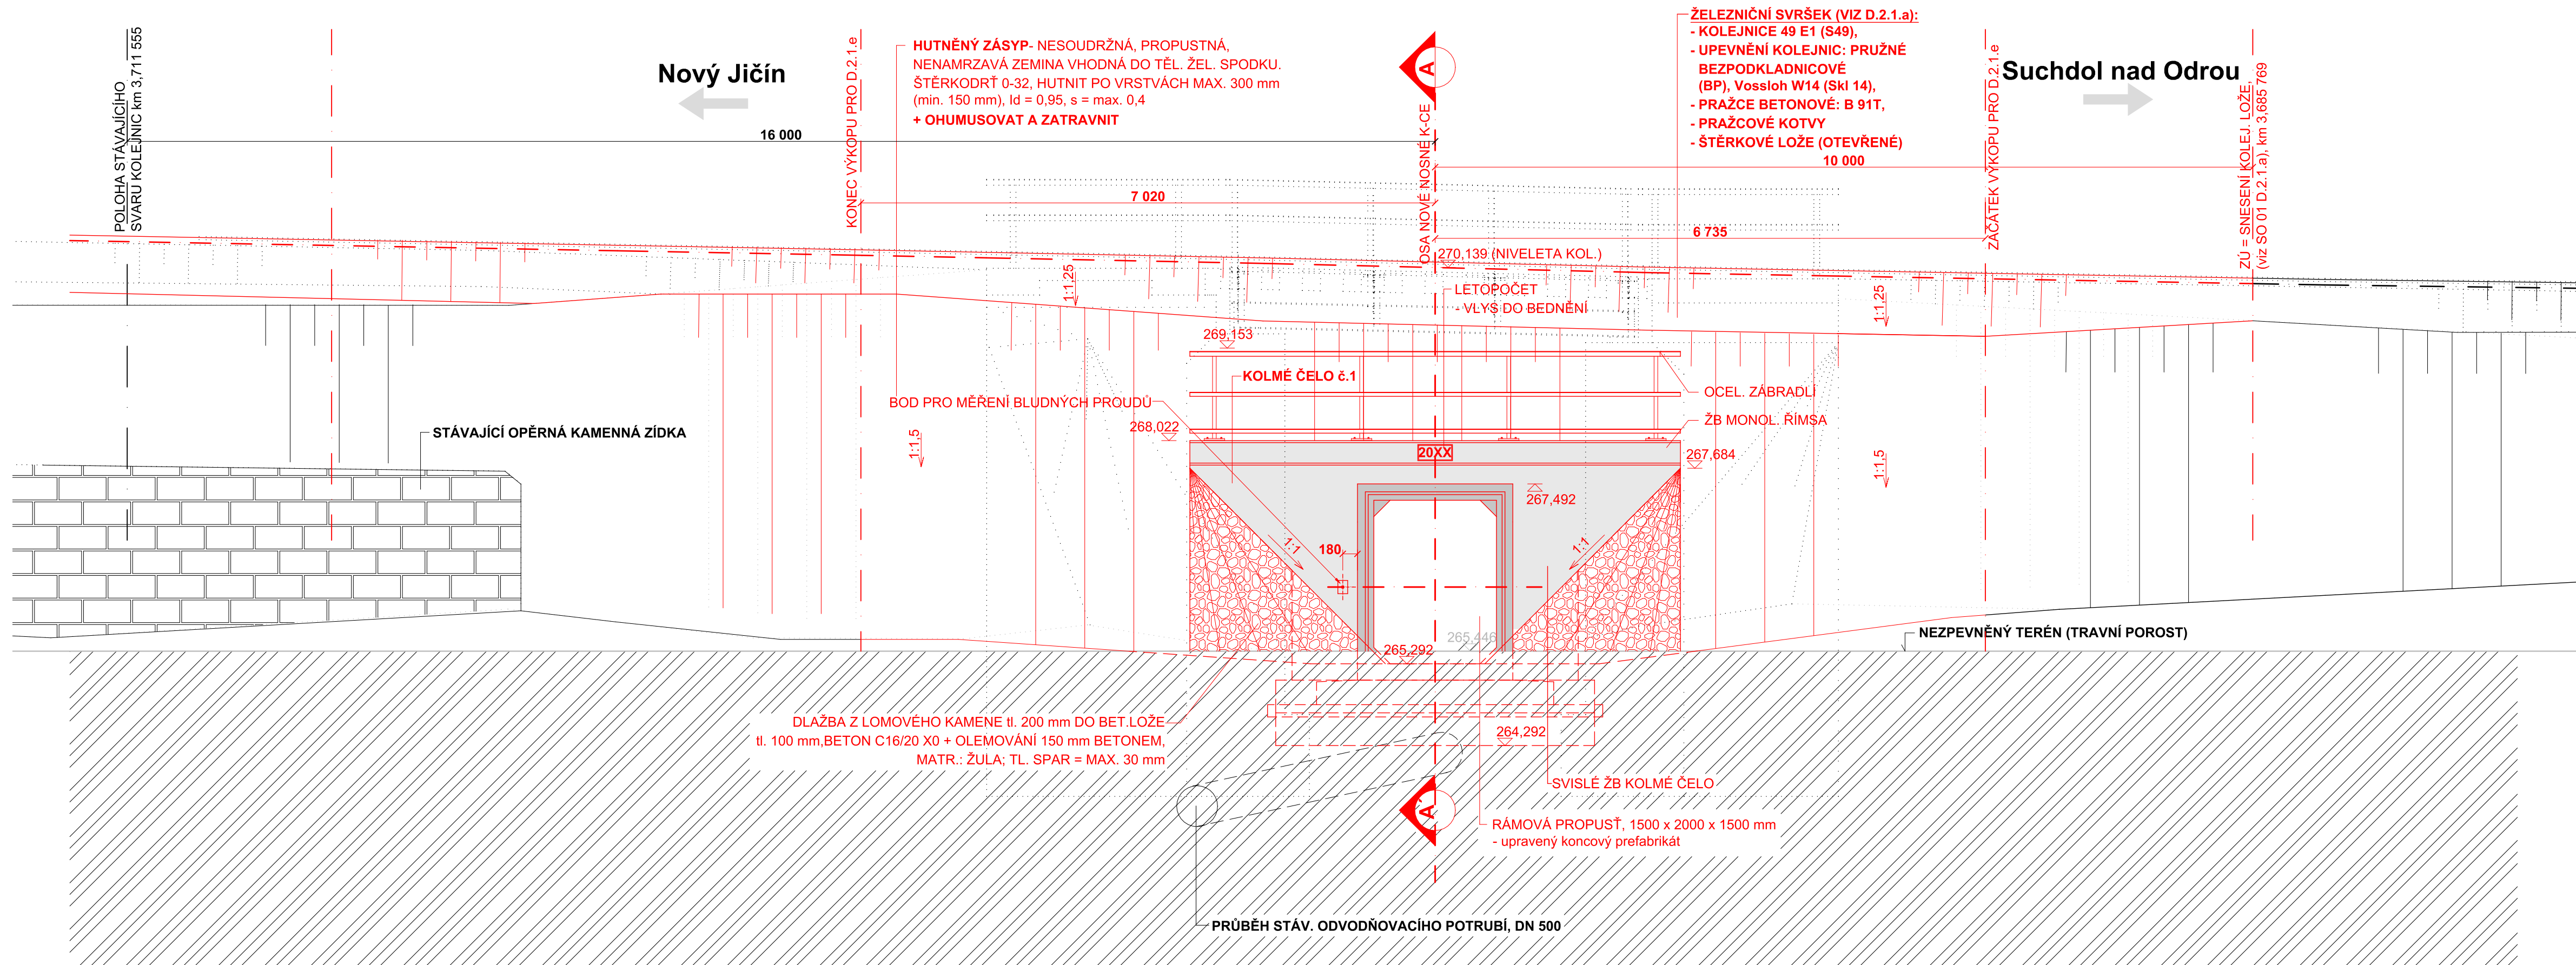 POLOHA STÁVAJÍCÍHO
SVARU KOLEJNIC km 3,711 555
Nový Jičín
16 000
KONEC VÝKOPU PRO D.2.1.e
HUTNĚNÝ ZÁSYP- NESOUDRŽNÁ, PROPUSTNÁ,
NENAMRZAVÁ ZEMINA VHODNÁ DO TĚL. ŽEL. SPODKU.
ŠTĚRKODRŤ 0-32, HUTNIT PO VRSTVÁCH MAX. 300 mm
(min. 150 mm), Id = 0,95, s = max. 0,4
+ OHUMUSOVAT A ZATRAVNIT
7 020
A
OSA NOVÉ NOSNÉ K-CE
ŽELEZNIČNÍ SVRŠEK (VIZ D.2.1.a):
- KOLEJNICE 49 E1 (S49),
- UPEVNĚNÍ KOLEJNIC: PRUŽNÉ
BEZPODKLADNICOVÉ
(BP), Vossloh W14 (Skl 14),
- PRAŽCE BETONOVÉ: B 91T,
- PRAŽCOVÉ KOTVY
- ŠTĚRKOVÉ LOŽE (OTEVŘENÉ)
10 000
6 735
ZAČÁTEK VÝKOPU PRO D.2.1.e
Suchdol nad Odrou
ZÚ = SNESENÍ KOLEJ. LOŽE,
(viz SO 01 D.2.1.a), km 3,685 769
270,139 (NIVELETA KOL.)
1:1,25
LETOPOČET
- VLYS DO BEDNĚNÍ
1:1,25
269,153
KOLMÉ ČELO č.1
OCEL. ZÁBRADLÍ
BOD PRO MĚŘENÍ BLUDNÝCH PROUDŮ
ŽB MONOL. ŘÍMSA
268,022
STÁVAJÍCÍ OPĚRNÁ KAMENNÁ ZÍDKA
1:1,5
20XX
267,684
1:1,5
267,492
1:1
180
1:1
265,446
265,292
NEZPEVNĚNÝ TERÉN (TRAVNÍ POROST)
DLAŽBA Z LOMOVÉHO KAMENE tl. 200 mm DO BET.LOŽE
tl. 100 mm,BETON C16/20 X0 + OLEMOVÁNÍ 150 mm BETONEM,
MATR.: ŽULA; TL. SPAR = MAX. 30 mm
264,292
SVISLÉ ŽB KOLMÉ ČELO
A'
RÁMOVÁ PROPUSŤ, 1500 x 2000 x 1500 mm
- upravený koncový prefabrikát
PRŮBĚH STÁV. ODVODŇOVACÍHO POTRUBÍ, DN 500